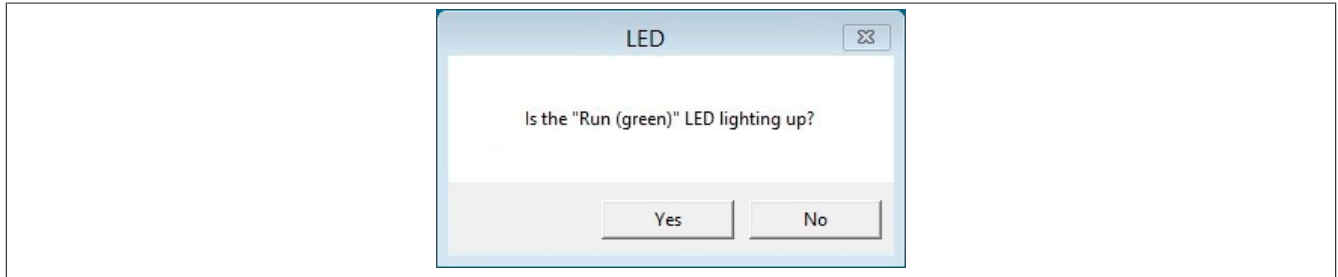 LED
Is the "Run (green)" LED lighting up?
Yes No